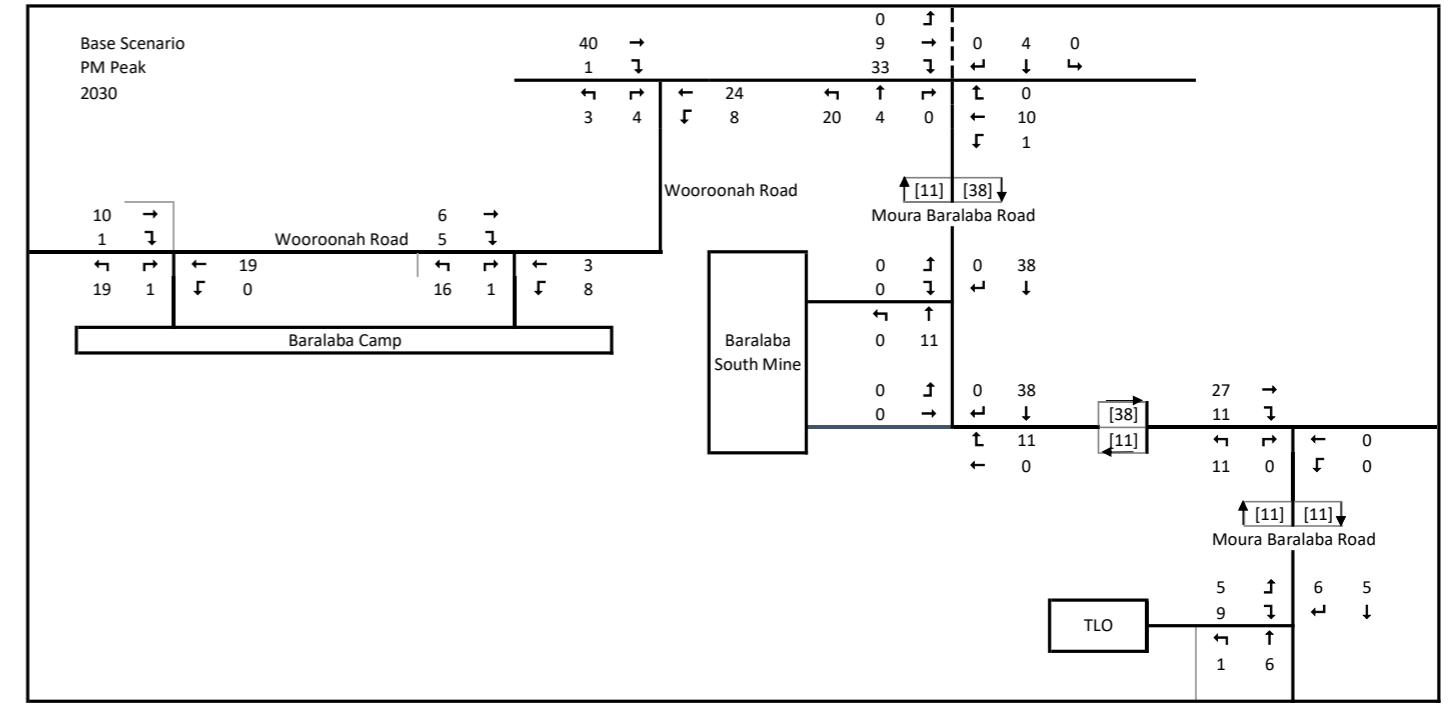 0
Base Scenario 40 → 9 → 0 4 0
PM Peak 1 33
2030
← 24 ↑ 0
3 4 8 20 4 0 ← 10
1
Wooroonah Road [11] [38]
Moura Baralaba Road
10 → 6 →
1 Wooroonah Road 5
← 19 ← 3 0 0 38
19 1 0 16 1 8 0 ↓
↑
Baralaba Camp Baralaba 0 11
South Mine
0 0 38 27 →
0 → ↓ [38] 11
11 [11] ← 0
← 0 11 0 0
[11] [11]
Moura Baralaba Road
5 6 5
TLO 9 ↓
↑
1 6